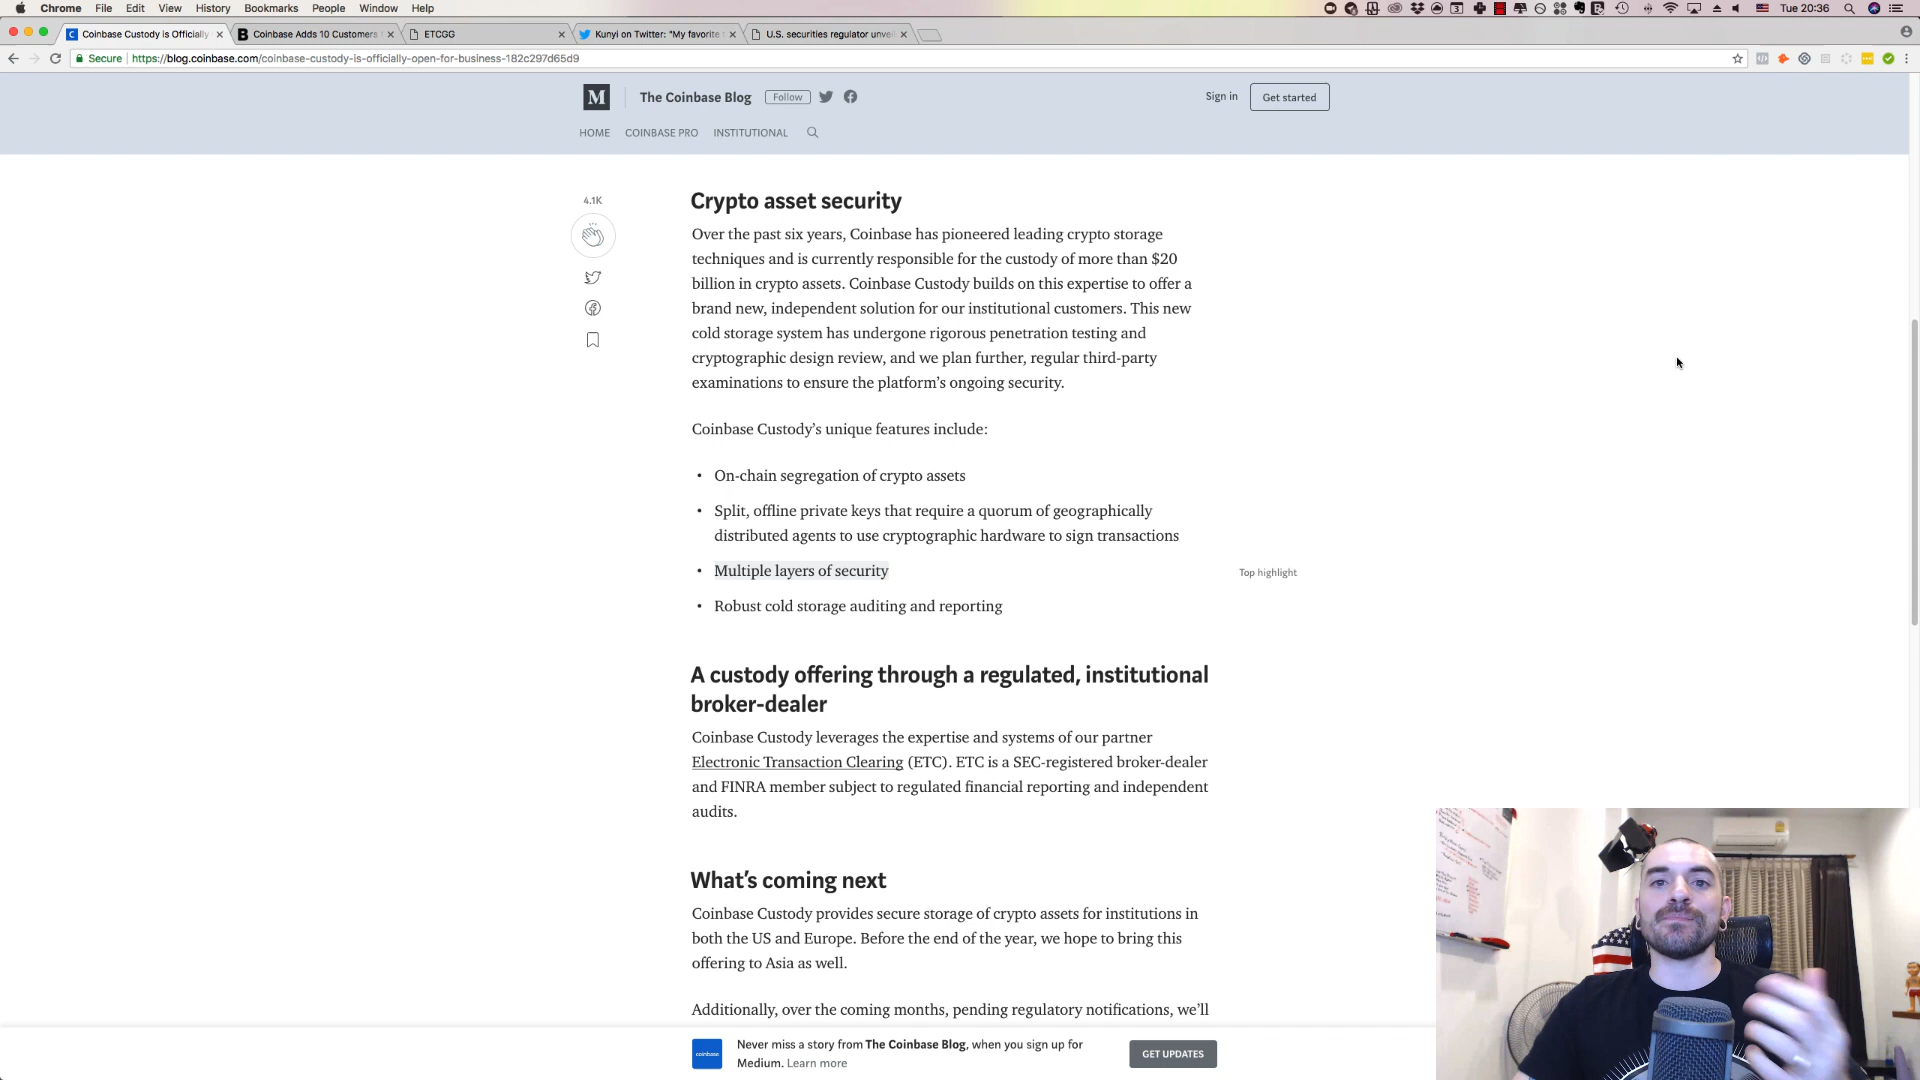 Chrome File Edit View History Bookmarks People Window Help
Tue 20:36
Coinbase Custody is Officially
Coinbase Adds 10 Customers
ETCGG
Kunyi on Twitter: "My favorite
U.S. securities regulator unvei
Secure https://blog.coinbase.com/coinbase-custody-is-officially-open-for-business-182c297d65d9
M The Coinbase Blog Follow
Sign in Get started
HOME COINBASE PRO INSTITUTIONAL
4.1K
Crypto asset security
Over the past six years, Coinbase has pioneered leading crypto storage
techniques and is currently responsible for the custody of more than $20
billion in crypto assets. Coinbase Custody builds on this expertise to offer a
brand new, independent solution for our institutional customers. This new
cold storage system has undergone rigorous penetration testing and
cryptographic design review, and we plan further, regular third-party
examinations to ensure the platform's ongoing security.
Coinbase Custody's unique features include:
• On-chain segregation of crypto assets
• Split, offline private keys that require a quorum of geographically
distributed agents to use cryptographic hardware to sign transactions
• Multiple layers of security
Top highlight
• Robust cold storage auditing and reporting
A custody offering through a regulated, institutional
broker-dealer
Coinbase Custody leverages the expertise and systems of our partner
Electronic Transaction Clearing (ETC). ETC is a SEC-registered broker-dealer
and FINRA member subject to regulated financial reporting and independent
audits.
What's coming next
Coinbase Custody provides secure storage of crypto assets for institutions in
both the US and Europe. Before the end of the year, we hope to bring this
offering to Asia as well.
Additionally, over the coming months, pending regulatory notifications, we'll
coinbase
Never miss a story from The Coinbase Blog, when you sign up for
Medium. Learn more
GET UPDATES